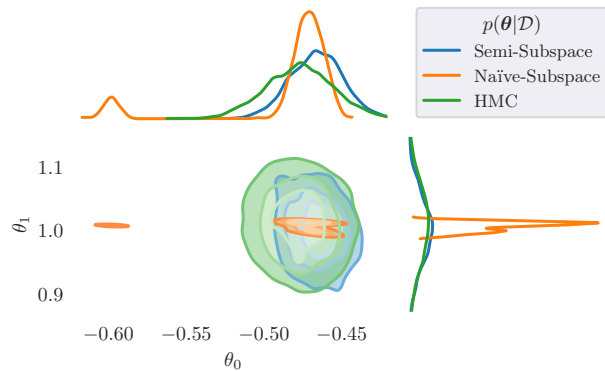 p(θ|𝒟)
Semi-Subspace
Naïve-Subspace
HMC
1.1
1.0
0.9
θ₁
−0.60
−0.55
−0.50
−0.45
θ₀